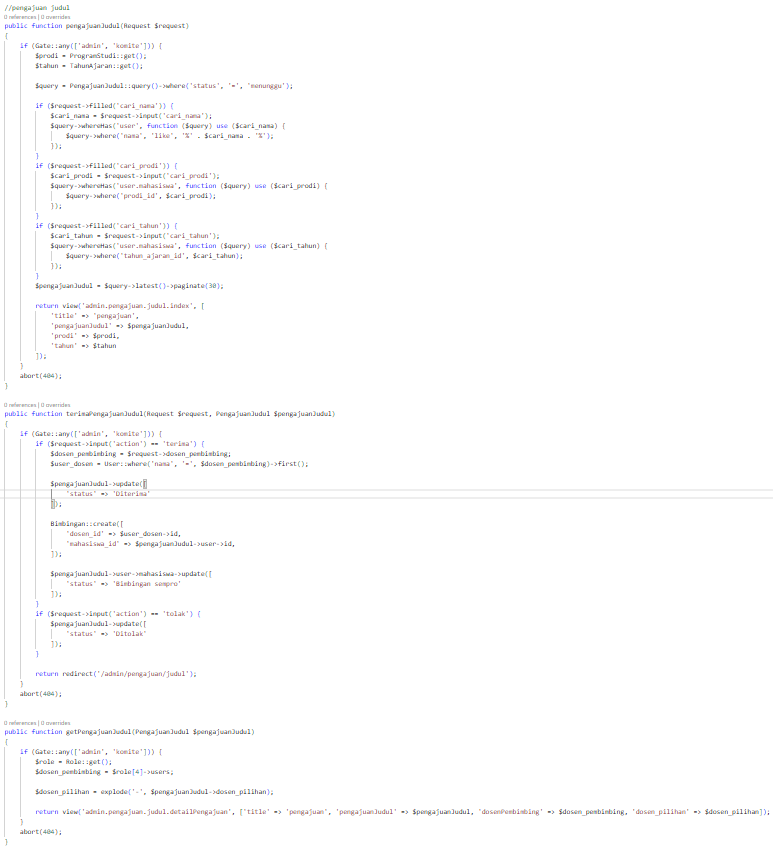 //pengajuan judul
0 references | 0 overrides
public function pengajuanJudul(Request $request)
{
    if (Gate::any(['admin', 'komite'])) {
        $prodi = ProgramStudi::get();
        $tahun = TahunAjaran::get();

        $query = PengajuanJudul::query()->where('status', '=', 'menunggu');

        if ($request->filled('cari_nama')) {
            $cari_nama = $request->input('cari_nama');
            $query->whereHas('user', function ($query) use ($cari_nama) {
                $query->where('nama', 'like', '%' . $cari_nama . '%');
            });
        }
        if ($request->filled('cari_prodi')) {
            $cari_prodi = $request->input('cari_prodi');
            $query->whereHas('user.mahasiswa', function ($query) use ($cari_prodi) {
                $query->where('prodi_id', $cari_prodi);
            });
        }
        if ($request->filled('cari_tahun')) {
            $cari_tahun = $request->input('cari_tahun');
            $query->whereHas('user.mahasiswa', function ($query) use ($cari_tahun) {
                $query->where('tahun_ajaran_id', $cari_tahun);
            });
        }
        $pengajuanJudul = $query->latest()->paginate(30);

        return view('admin.pengajuan.judul.index', [
            'title' => 'pengajuan',
            'pengajuanJudul' => $pengajuanJudul,
            'prodi' => $prodi,
            'tahun' => $tahun
        ]);
    }
    abort(404);
}

0 references | 0 overrides
public function terimaPengajuanJudul(Request $request, PengajuanJudul $pengajuanJudul)
{
    if (Gate::any(['admin', 'komite'])) {
        if ($request->input('action') == 'terima') {
            $dosen_pembimbing = $request->dosen_pembimbing;
            $user_dosen = User::where('nama', '=', $dosen_pembimbing)->first();

            $pengajuanJudul->update([
                'status' => 'Diterima'
            ]);

            Bimbingan::create([
                'dosen_id' => $user_dosen->id,
                'mahasiswa_id' => $pengajuanJudul->user->id,
            ]);

            $pengajuanJudul->user->mahasiswa->update([
                'status' => 'Bimbingan sempro'
            ]);
        }
        if ($request->input('action') == 'tolak') {
            $pengajuanJudul->update([
                'status' => 'Ditolak'
            ]);
        }

        return redirect('/admin/pengajuan/judul');
    }
    abort(404);
}

0 references | 0 overrides
public function getPengajuanJudul(PengajuanJudul $pengajuanJudul)
{
    if (Gate::any(['admin', 'komite'])) {
        $role = Role::get();
        $dosen_pembimbing = $role[4]->users;

        $dosen_pilihan = explode('-', $pengajuanJudul->dosen_pilihan);

        return view('admin.pengajuan.judul.detailPengajuan', ['title' => 'pengajuan', 'pengajuanJudul' => $pengajuanJudul, 'dosenPembimbing' => $dosen_pembimbing, 'dosen_pilihan' => $dosen_pilihan]);
    }
    abort(404);
}